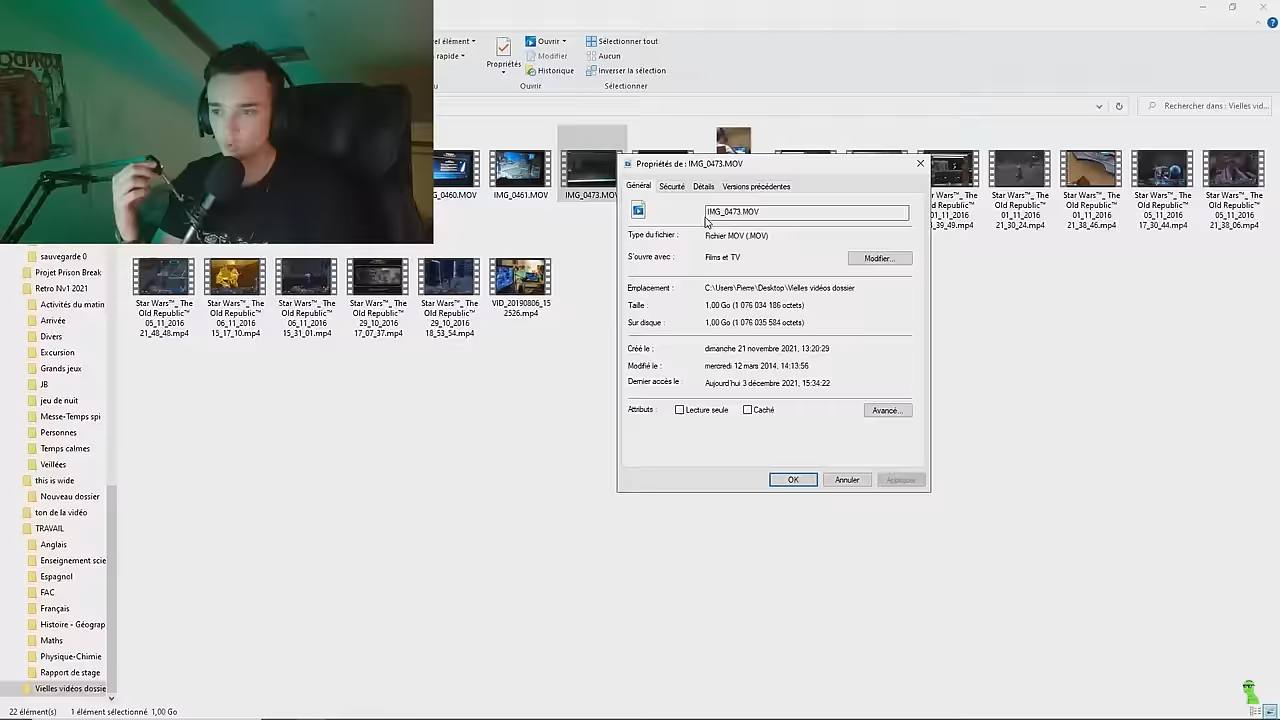 el élément
rapide
Propriétés
Ouvrir
Modifier
Historique
Ouvrir
Sélectionner tout
Aucun
Inverser la sélection
Sélectionner
Rechercher dans : Vielles vid...
IMG_0461.MOV
IMG_0473.MOV
Star Wars™_ The
Old Republic™
01_11_2016
21_30_24.mp4
Star Wars™_ The
Old Republic™
01_11_2016
21_38_46.mp4
Star Wars™_ The
Old Republic™
05_11_2016
17_30_44.mp4
Star Wars™_ The
Old Republic™
05_11_2016
21_38_06.mp4
Star Wars™_ The
Old Republic™
05_11_2016
21_48_48.mp4
Star Wars™_ The
Old Republic™
06_11_2016
15_17_10.mp4
Star Wars™_ The
Old Republic™
06_11_2016
15_31_01.mp4
Star Wars™_ The
Old Republic™
29_10_2016
17_07_37.mp4
Star Wars™_ The
Old Republic™
29_10_2016
18_53_54.mp4
VID_20190806_15
2526.mp4
Propriétés de : IMG_0473.MOV
Général Sécurité Détails Versions précédentes
IMG_0473.MOV
Type du fichier : Fichier MOV (.MOV)
S'ouvre avec : Films et TV Modifier...
Emplacement : C:\Users\Pierre\Desktop\Vielles vidéos dossier
Taille : 1,00 Go (1 076 034 186 octets)
Sur disque : 1,00 Go (1 076 035 584 octets)
Créé le : dimanche 21 novembre 2021, 13:20:29
Modifié le : mercredi 12 mars 2014, 14:13:56
Dernier accès le : Aujourd'hui 3 décembre 2021, 15:34:22
Attributs : Lecture seule Caché Avancé...
OK Annuler Appliquer
sauvegarde 0
Projet Prison Break
Retro Nv1 2021
Activités du matin
Arrivée
Divers
Excursion
Grands jeux
JB
jeu de nuit
Messe-Temps spi
Personnes
Temps calmes
Veillées
this is wide
Nouveau dossier
ton de la vidéo
TRAVAIL
Anglais
Enseignement scie
Espagnol
FAC
Français
Histoire - Géograp
Maths
Physique-Chimie
Rapport de stage
Vielles vidéos dossie
22 élément(s) 1 élément sélectionné 1,00 Go